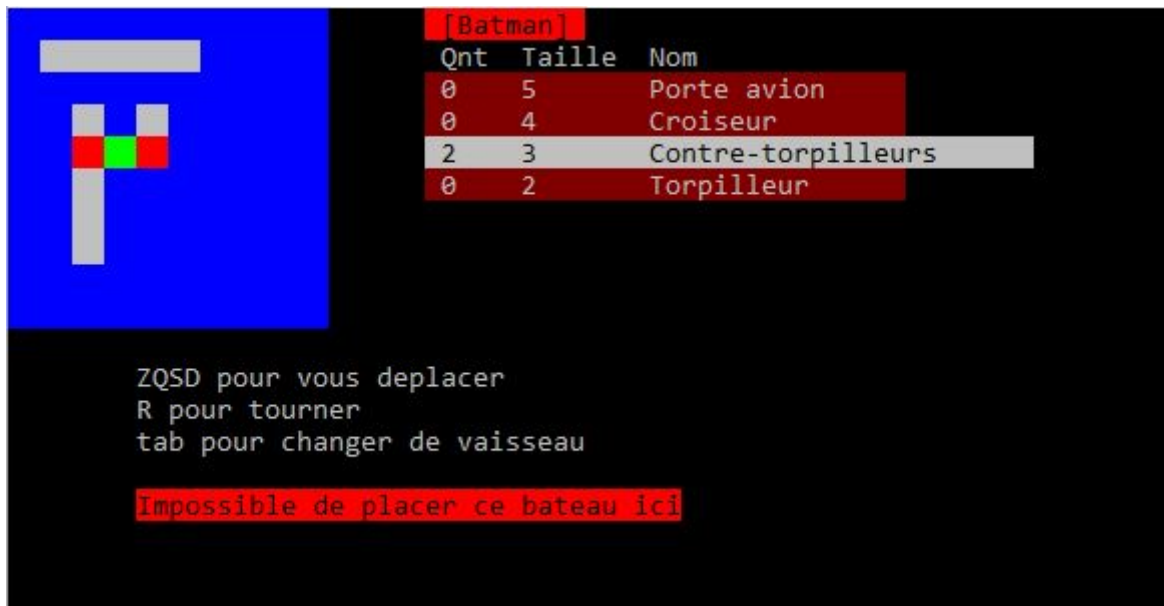 [Batman]
Qnt Taille Nom
0 5 Porte avion
0 4 Croiseur
2 3 Contre-torpilleurs
0 2 Torpilleur
ZQSD pour vous deplacer
R pour tourner
tab pour changer de vaisseau
Impossible de placer ce bateau ici